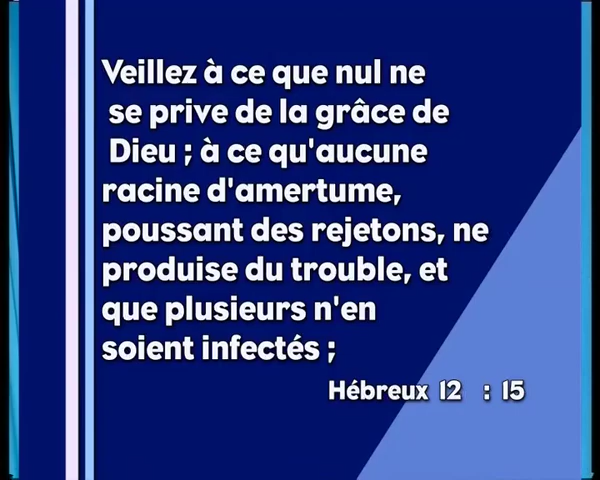 Veillez à ce que nul ne
se prive de la grâce de
Dieu ; à ce qu'aucune
racine d'amertume,
poussant des rejetons, ne
produise du trouble, et
que plusieurs n'en
soient infectés ;
Hébreux 12 : 15